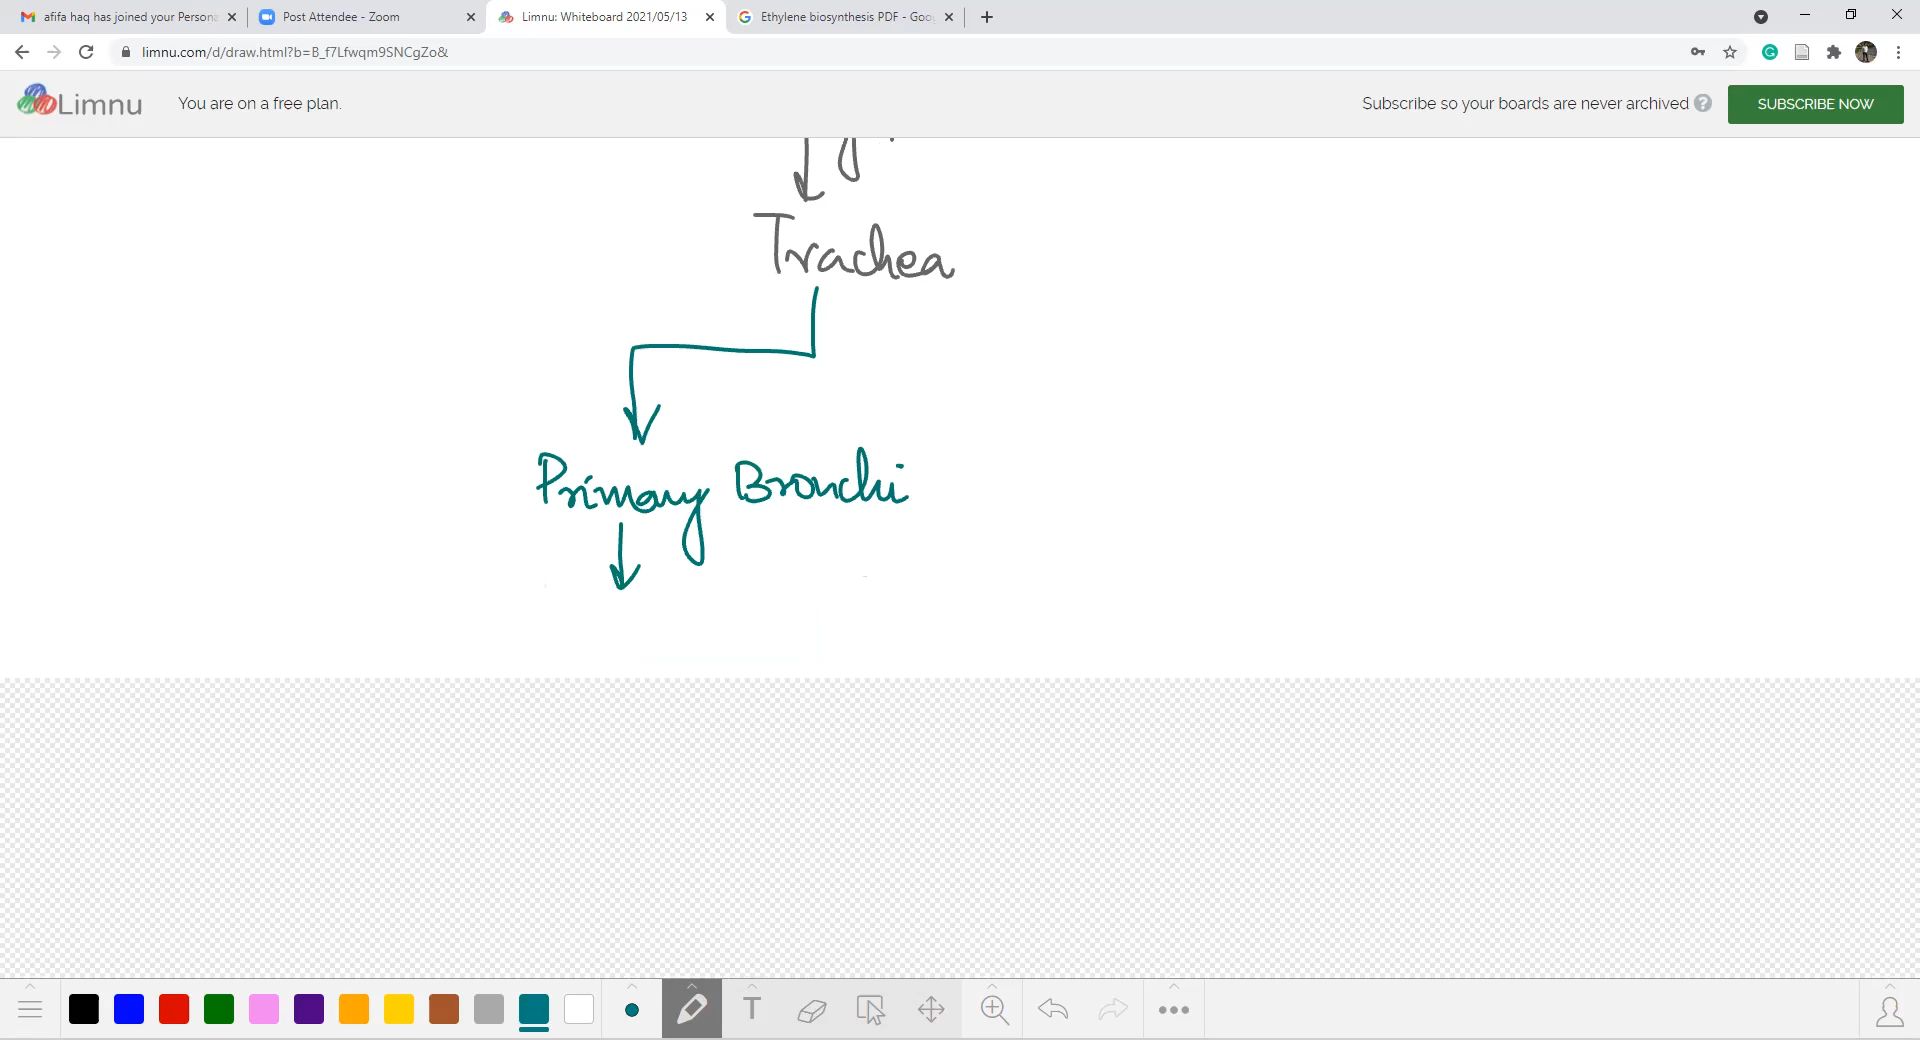 afifa haq has joined your Persona
Post Attendee - Zoom
Limnu: Whiteboard 2021/05/13
Ethylene biosynthesis PDF - Goo
limnu.com/d/draw.html?b=B_f7Lfwqm9SNCgZo&
Limnu
You are on a free plan.
Subscribe so your boards are never archived ?
SUBSCRIBE NOW
Trachea
Primary Bronchi
T